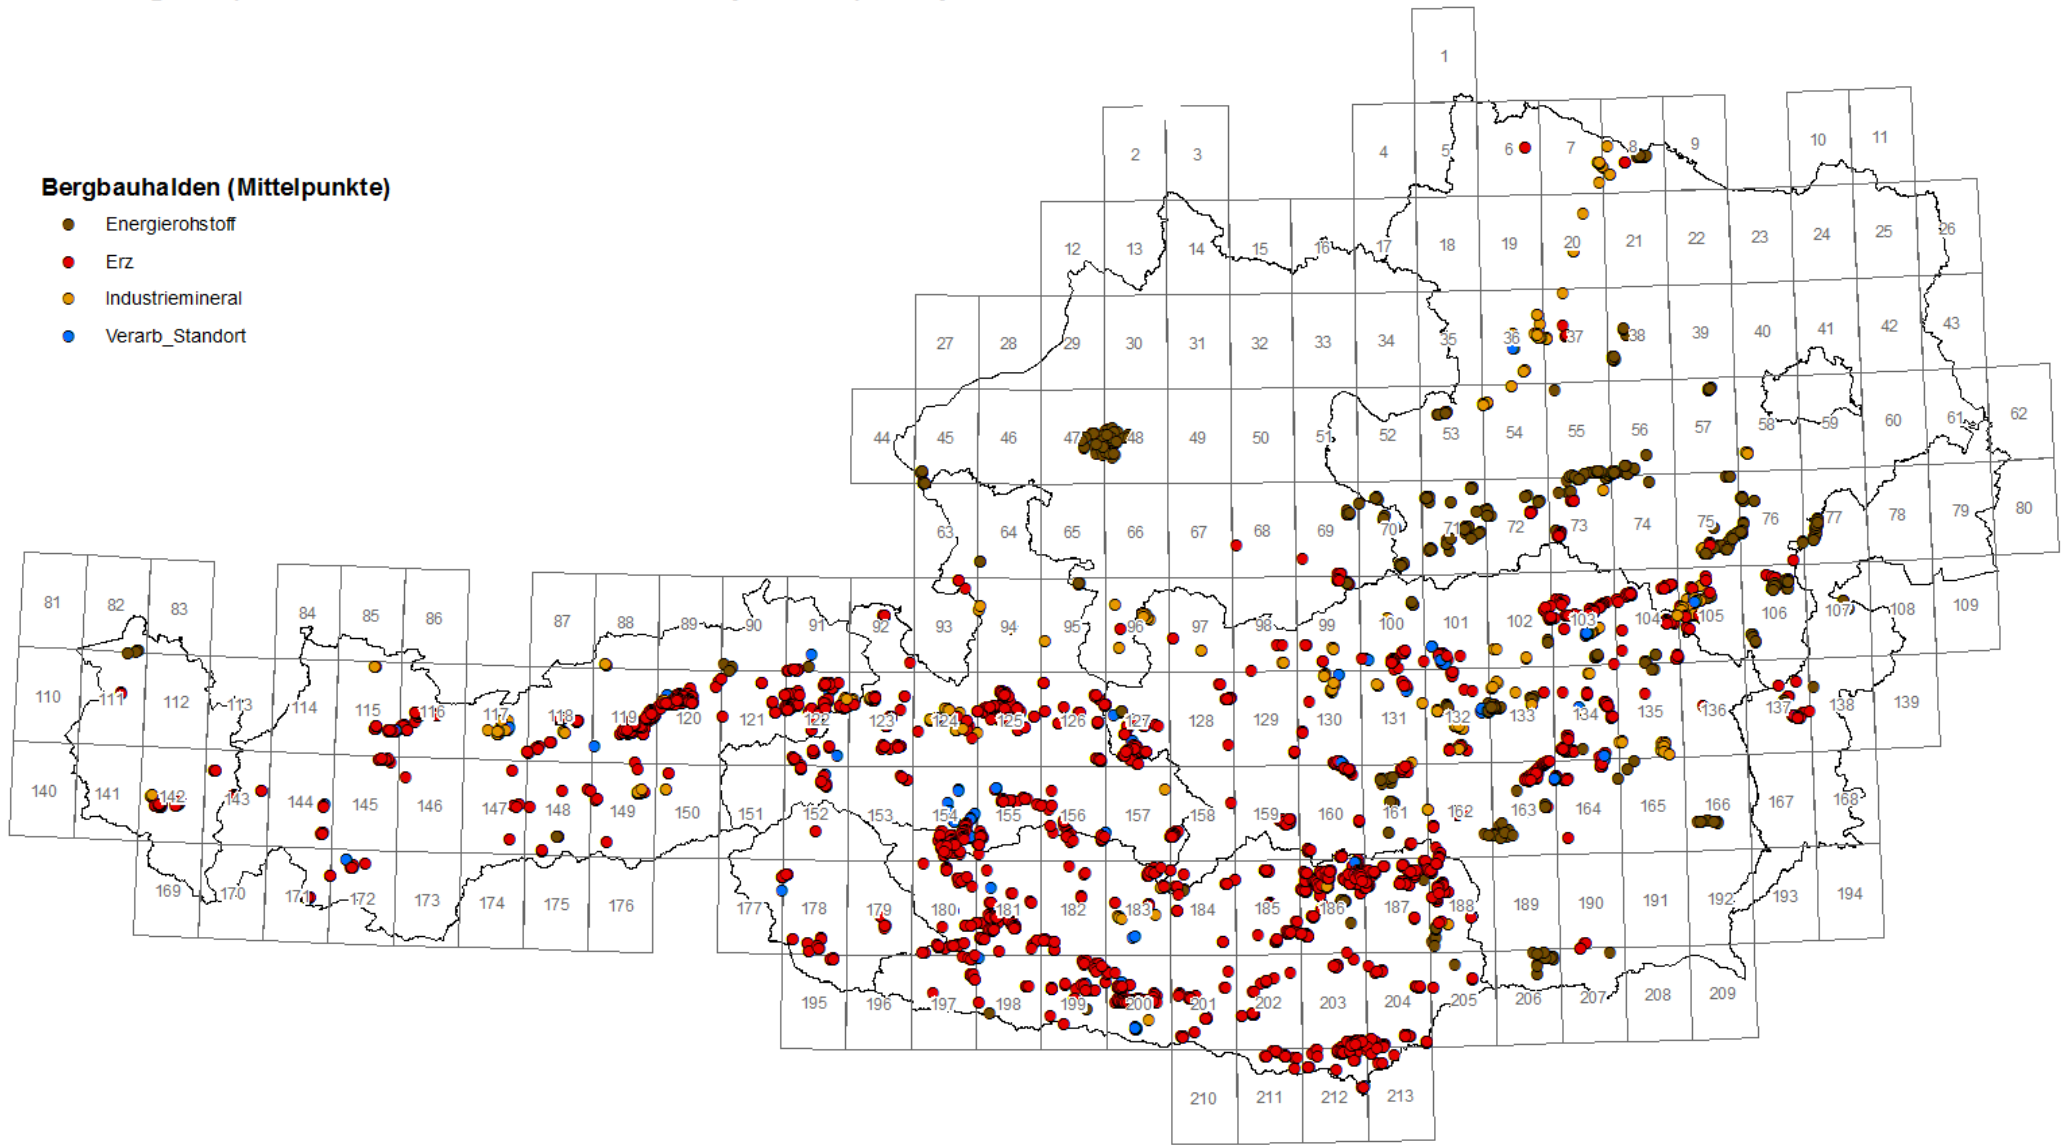 1
2 3 4 5 6 7 8 9 10 11
Bergbauhalden (Mittelpunkte)
Energierohstoff
Erz
Industriemineral
Verarb_Standort
12 13 14 15 16 17 18 19 20 21 22 23 24 25 26
27 28 29 30 31 32 33 34 35 36 37 38 39 40 41 42 43
44 45 46 47 48 49 50 51 52 53 54 55 56 57 58 59 60 61 62
63 64 65 66 67 68 69 70 71 72 73 74 75 76 77 78 79 80
81 82 83 84 85 86 87 88 89 90 91 92 93 94 95 96 97 98 99 100 101 102 103 104 105 106 107 108 109
110 111 112 113 114 115 116 117 118 119 120 121 122 123 124 125 126 127 128 129 130 131 132 133 134 135 136 137 138 139
140 141 142 143 144 145 146 147 148 149 150 151 152 153 154 155 156 157 158 159 160 161 162 163 164 165 166 167 168
169 170 171 172 173 174 175 176 177 178 179 180 181 182 183 184 185 186 187 188 189 190 191 192 193 194
195 196 197 198 199 200 201 202 203 204 205 206 207 208 209
210 211 212 213